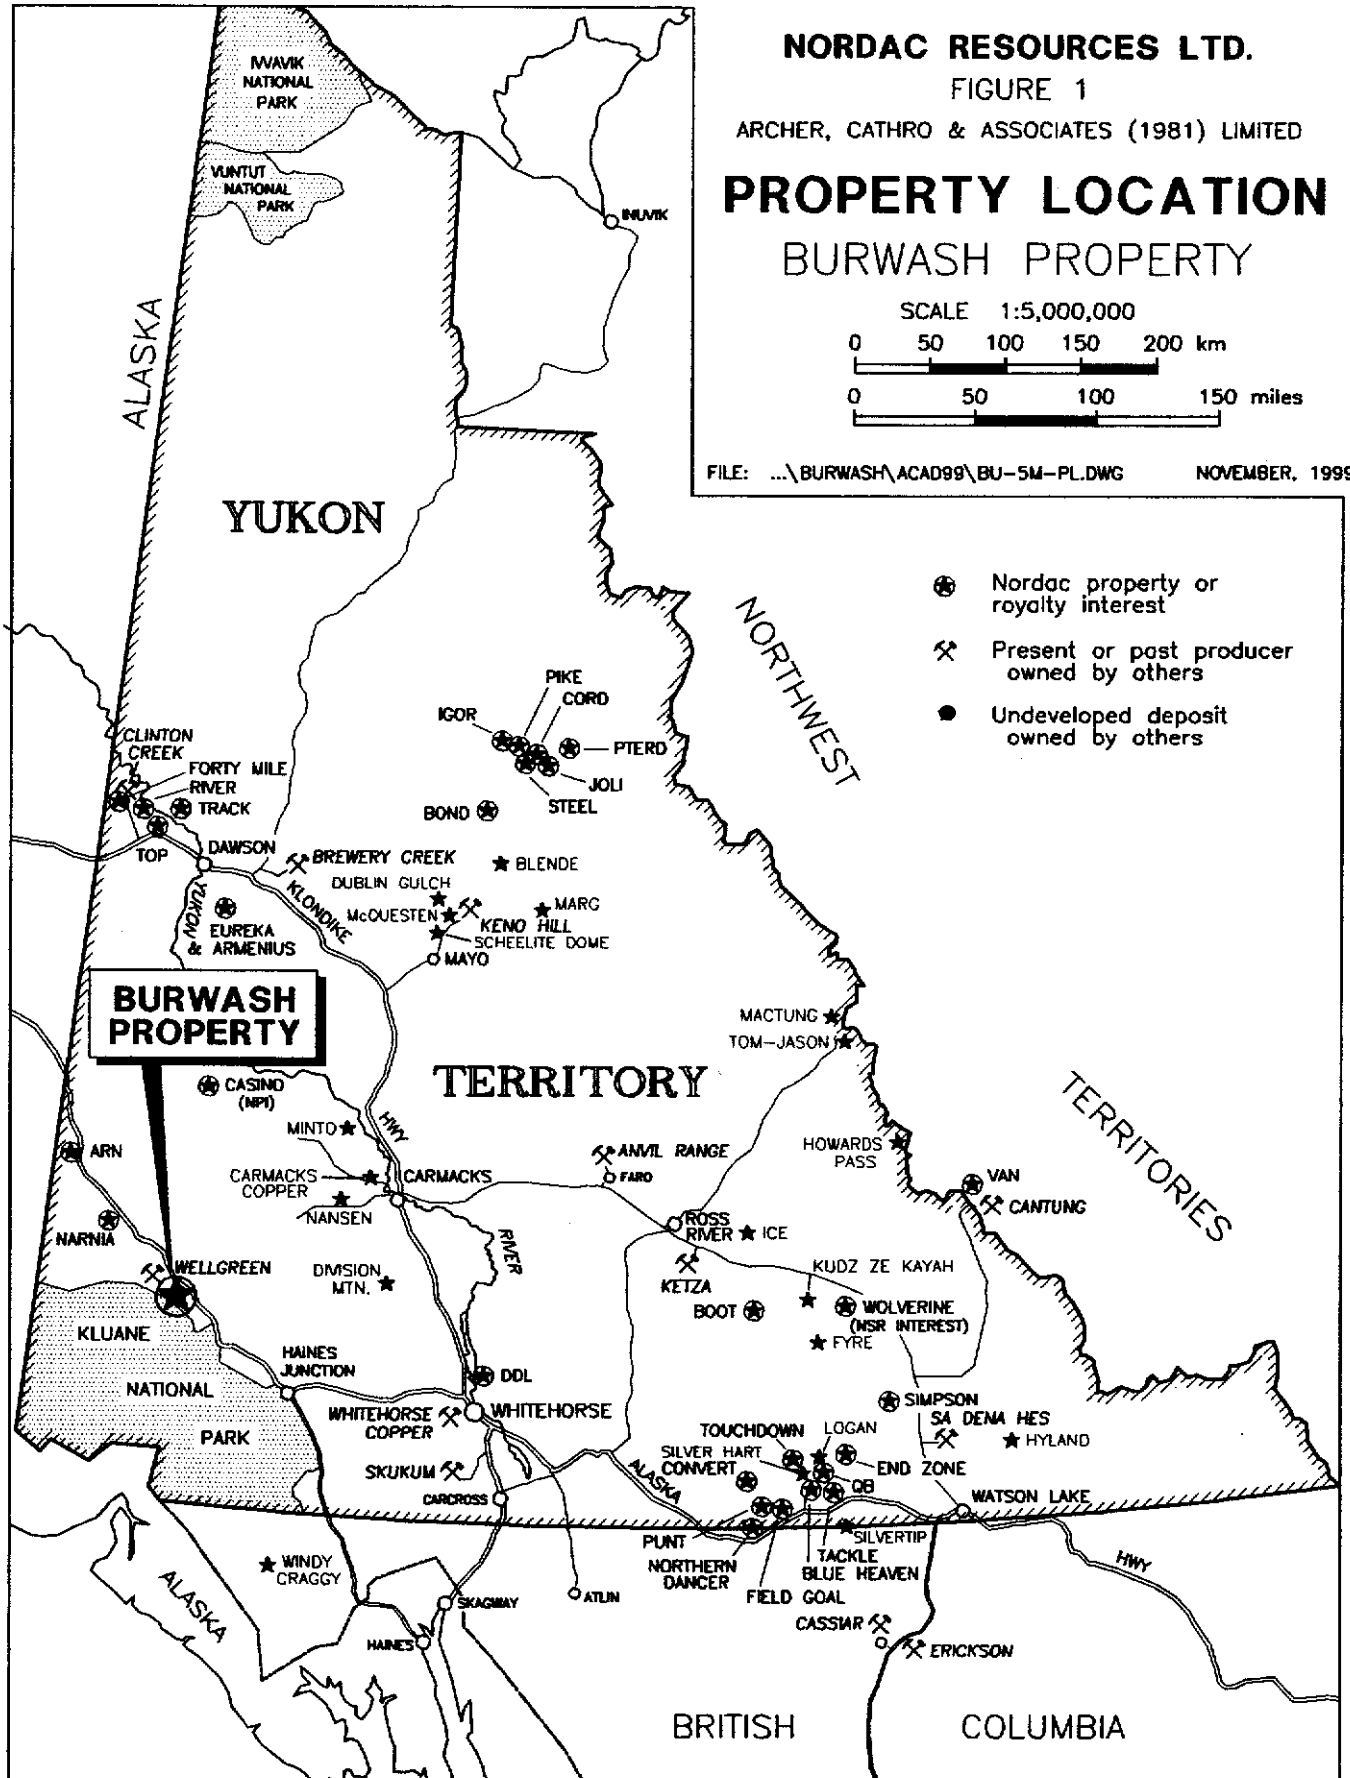 NORDAC RESOURCES LTD.
FIGURE 1
ARCHER, CATHRO & ASSOCIATES (1981) LIMITED
PROPERTY LOCATION
BURWASH PROPERTY
SCALE 1:5,000,000
0 50 100 150 200 km
0 50 100 150 miles
FILE: ...\BURWASH\ACAD99\BU-5M-PL.DWG NOVEMBER, 1999
Nordac property or
royalty interest
Present or past producer
owned by others
Undeveloped deposit
owned by others
IVVAVIK
NATIONAL
PARK
VUNTUT
NATIONAL
PARK
INUVIK
ALASKA
YUKON
NORTHWEST
PIKE
CORD
IGOR
PTERD
JOLI
STEEL
CLINTON
CREEK
FORTY MILE
RIVER
TRACK
BOND
TOP
DAWSON
BREWERY CREEK
BLENDE
DUBLIN GULCH
KLONDIKE
YUKON
McQUESTEN
MARG
KENO HILL
EUREKA
& ARMENIUS
SCHEELITE DOME
MAYO
BURWASH
PROPERTY
MACTUNG
TOM-JASON
TERRITORY
TERRITORIES
CASINO
(NPI)
MINTO
HWY
ARN
ANVIL RANGE
HOWARDS
PASS
CARMACKS
COPPER
CARMACKS
FARO
VAN
CANTUNG
NANSEN
NARNIA
ROSS
RIVER
ICE
RIVER
WELLGREEN
DIVISION
MTN.
KETZA
KUDZ ZE KAYAH
BOOT
WOLVERINE
(NSR INTEREST)
KLUANE
FYRE
HAINES
JUNCTION
DDL
NATIONAL
SIMPSON
WHITEHORSE
COPPER
WHITEHORSE
SA DENA HES
PARK
TOUCHDOWN
LOGAN
HYLAND
SILVER HART
CONVERT
END ZONE
SKUKUM
ALASKA
QB
CARCROSS
WATSON LAKE
PUNT
SILVERTIP
NORTHERN
DANCER
TACKLE
BLUE HEAVEN
HWY
WINDY
CRAGGY
FIELD GOAL
ALASKA
SKAGWAY
ATLIN
CASSIAR
HAINES
ERICKSON
BRITISH
COLUMBIA